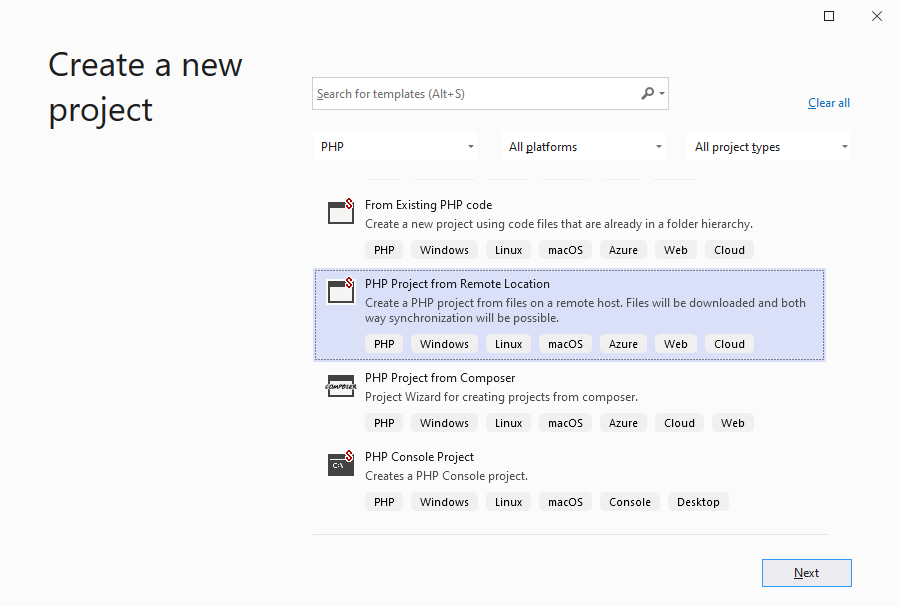 Create a new
project
Search for templates (Alt+S)
Clear all
PHP
All platforms
All project types
From Existing PHP code
Create a new project using code files that are already in a folder hierarchy.
PHP Windows Linux macOS Azure Web Cloud
PHP Project from Remote Location
Create a PHP project from files on a remote host. Files will be downloaded and both
way synchronization will be possible.
PHP Windows Linux macOS Azure Web Cloud
COMPOSER
PHP Project from Composer
Project Wizard for creating projects from composer.
PHP Windows Linux macOS Azure Cloud Web
C:\
PHP Console Project
Creates a PHP Console project.
PHP Windows Linux macOS Console Desktop
Next